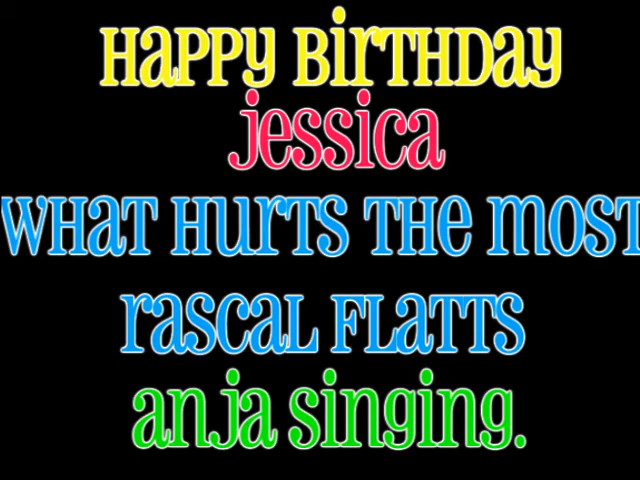 Happy Birthday
jessica
What Hurts The Most
rascal Flatts
anja singing.